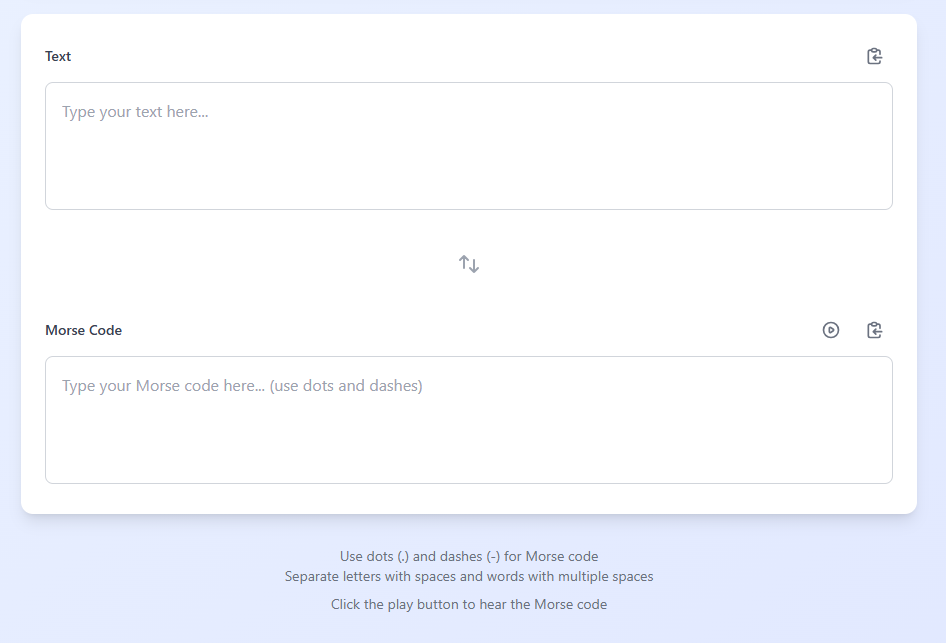 Text
Type your text here...
Morse Code
Type your Morse code here... (use dots and dashes)
Use dots (.) and dashes (-) for Morse code
Separate letters with spaces and words with multiple spaces
Click the play button to hear the Morse code